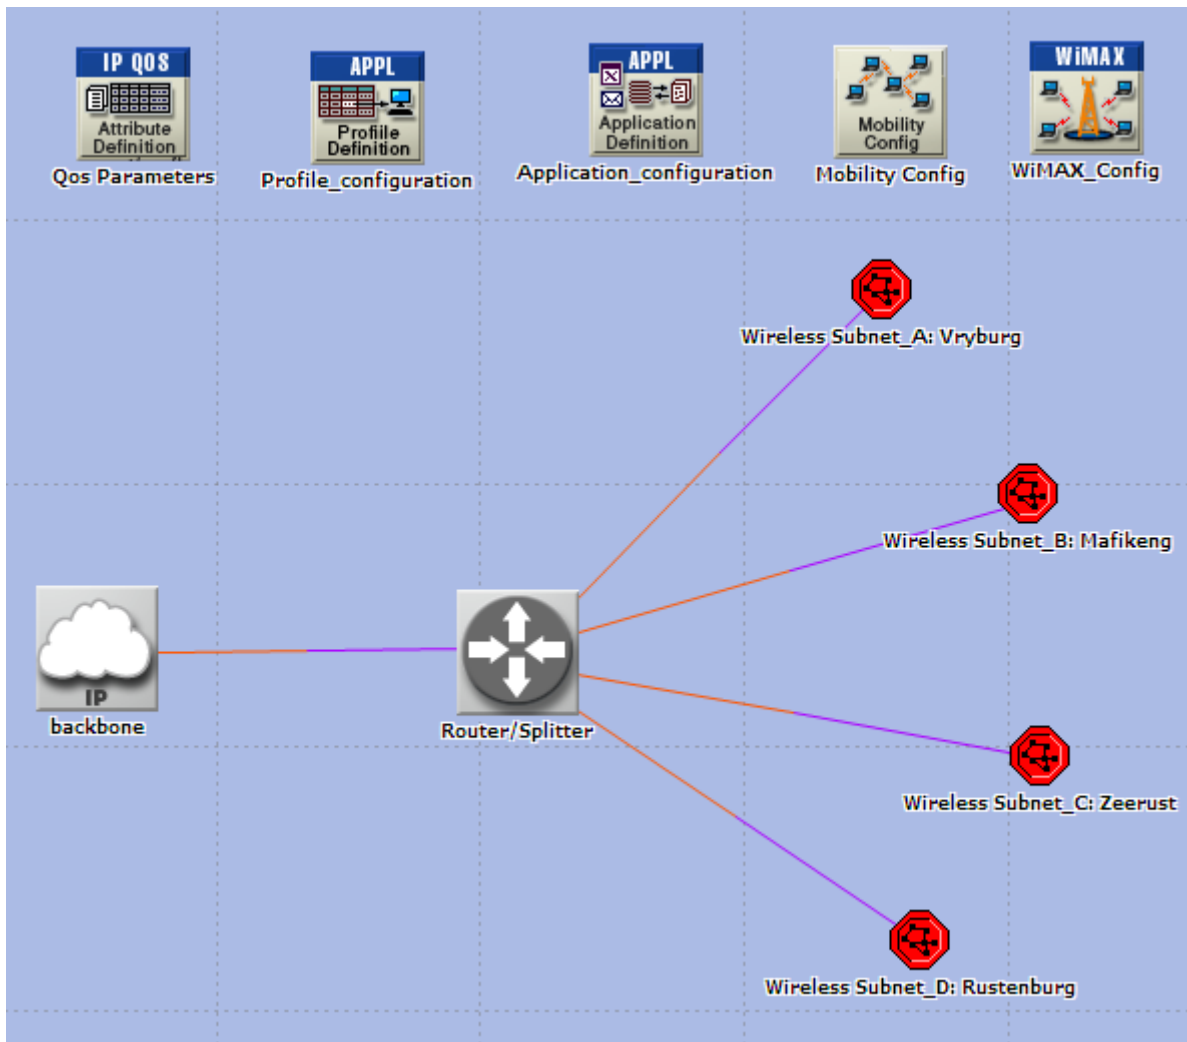 IP QOS
Attribute
Definition
Qos Parameters
APPL
Profiile
Definition
Profile_configuration
APPL
Application
Definition
Application_configuration
Mobility
Config
Mobility Config
WiMAX
WiMAX_Config
Wireless Subnet_A: Vryburg
Wireless Subnet_B: Mafikeng
IP
backbone
Router/Splitter
Wireless Subnet_C: Zeerust
Wireless Subnet_D: Rustenburg